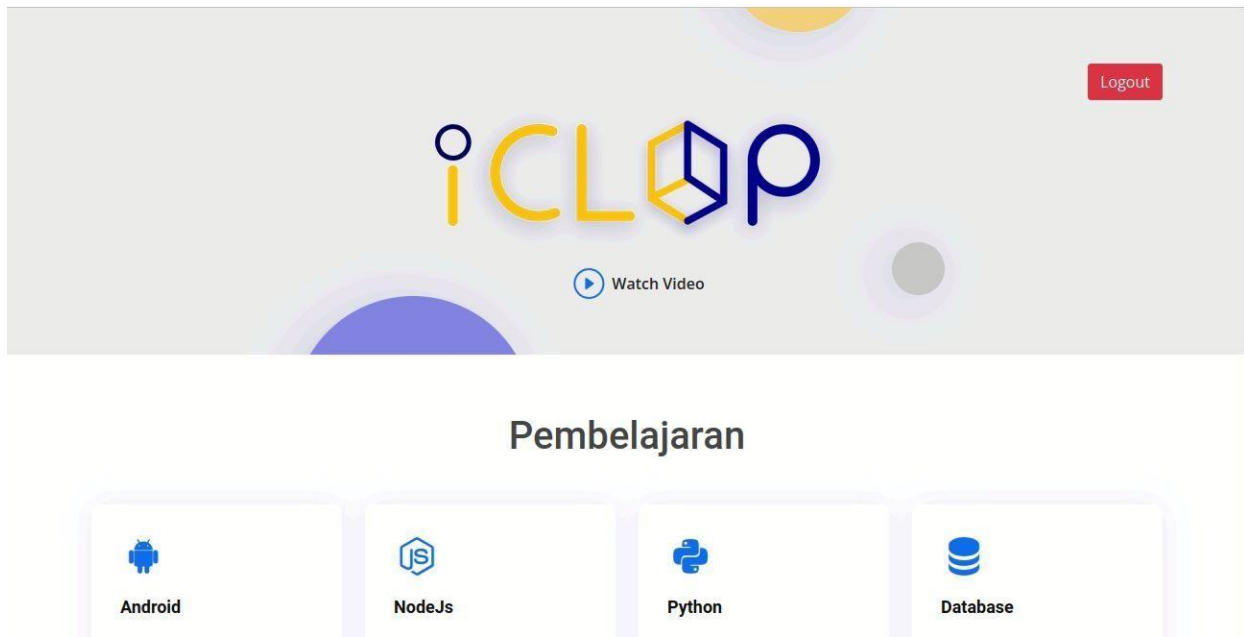 Logout
iCLOP
Watch Video
Pembelajaran
Android
NodeJs
Python
Database